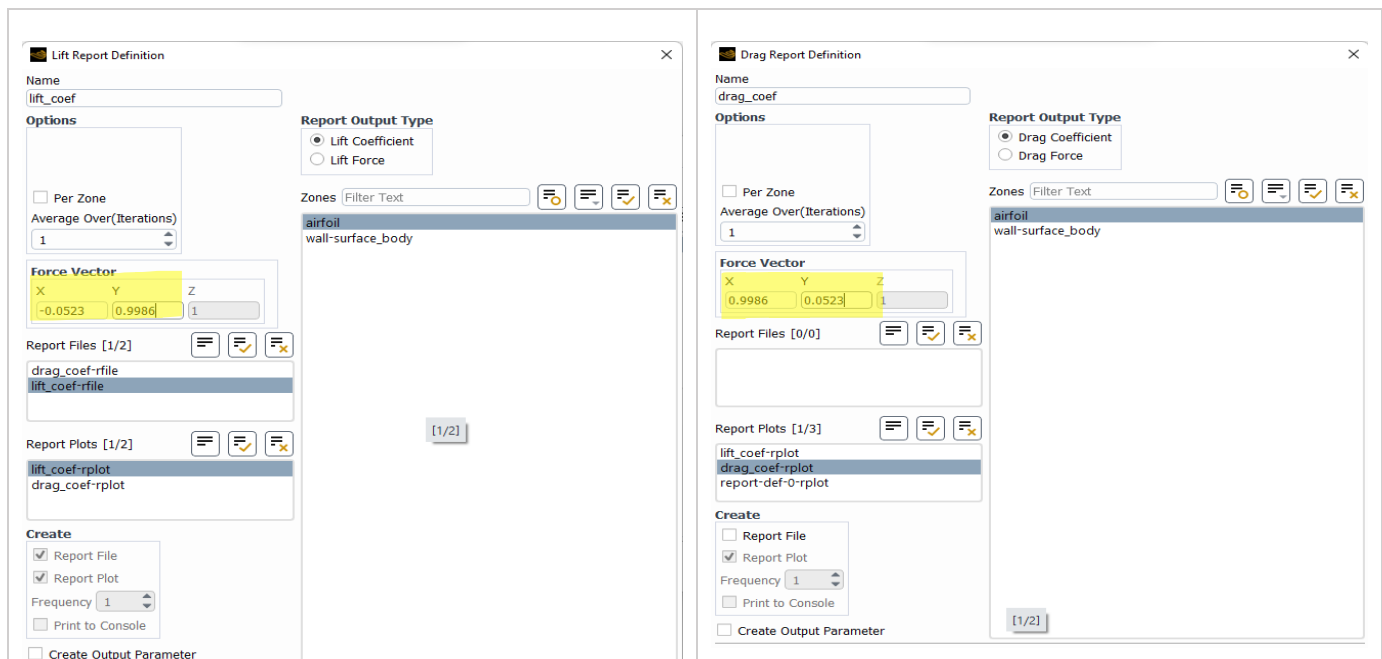 Lift Report Definition
Name
lift_coef
Options
Report Output Type
Lift Coefficient
Lift Force
Per Zone
Average Over(Iterations)
1
Zones Filter Text
airfoil
wall-surface_body
Force Vector
X Y Z
-0.0523 0.9986 1
Report Files [1/2]
drag_coef-rfile
lift_coef-rfile
[1/2]
Report Plots [1/2]
lift_coef-rplot
drag_coef-rplot
Create
Report File
Report Plot
Frequency 1
Print to Console
Create Output Parameter
Drag Report Definition
Name
drag_coef
Options
Report Output Type
Drag Coefficient
Drag Force
Per Zone
Average Over(Iterations)
1
Zones Filter Text
airfoil
wall-surface_body
Force Vector
X Y Z
0.9986 0.0523 1
Report Files [0/0]
Report Plots [1/3]
lift_coef-rplot
drag_coef-rplot
report-def-0-rplot
Create
Report File
Report Plot
Frequency 1
Print to Console
[1/2]
Create Output Parameter